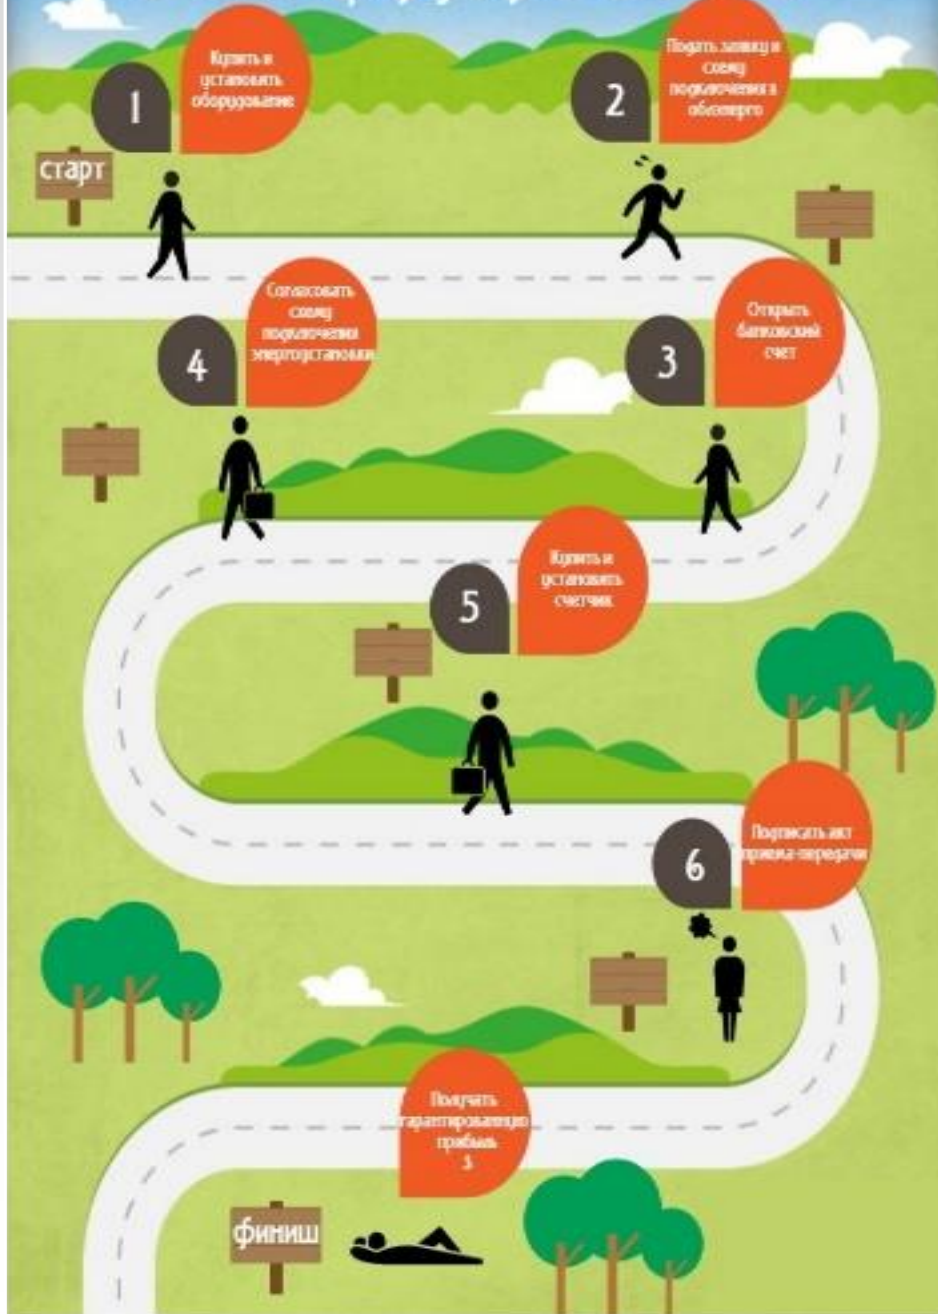 1
Купить и
установить
оборудование
2
Подать заявку и
схему
подключения в
облэнерго
старт
4
Согласовать
схему
подключения
энергоустановки
3
Открыть
банковский
счет
5
Купить и
установить
счетчик
6
Подписать акт
приема-передачи
Получать
гарантированную
прибыль
$
финиш